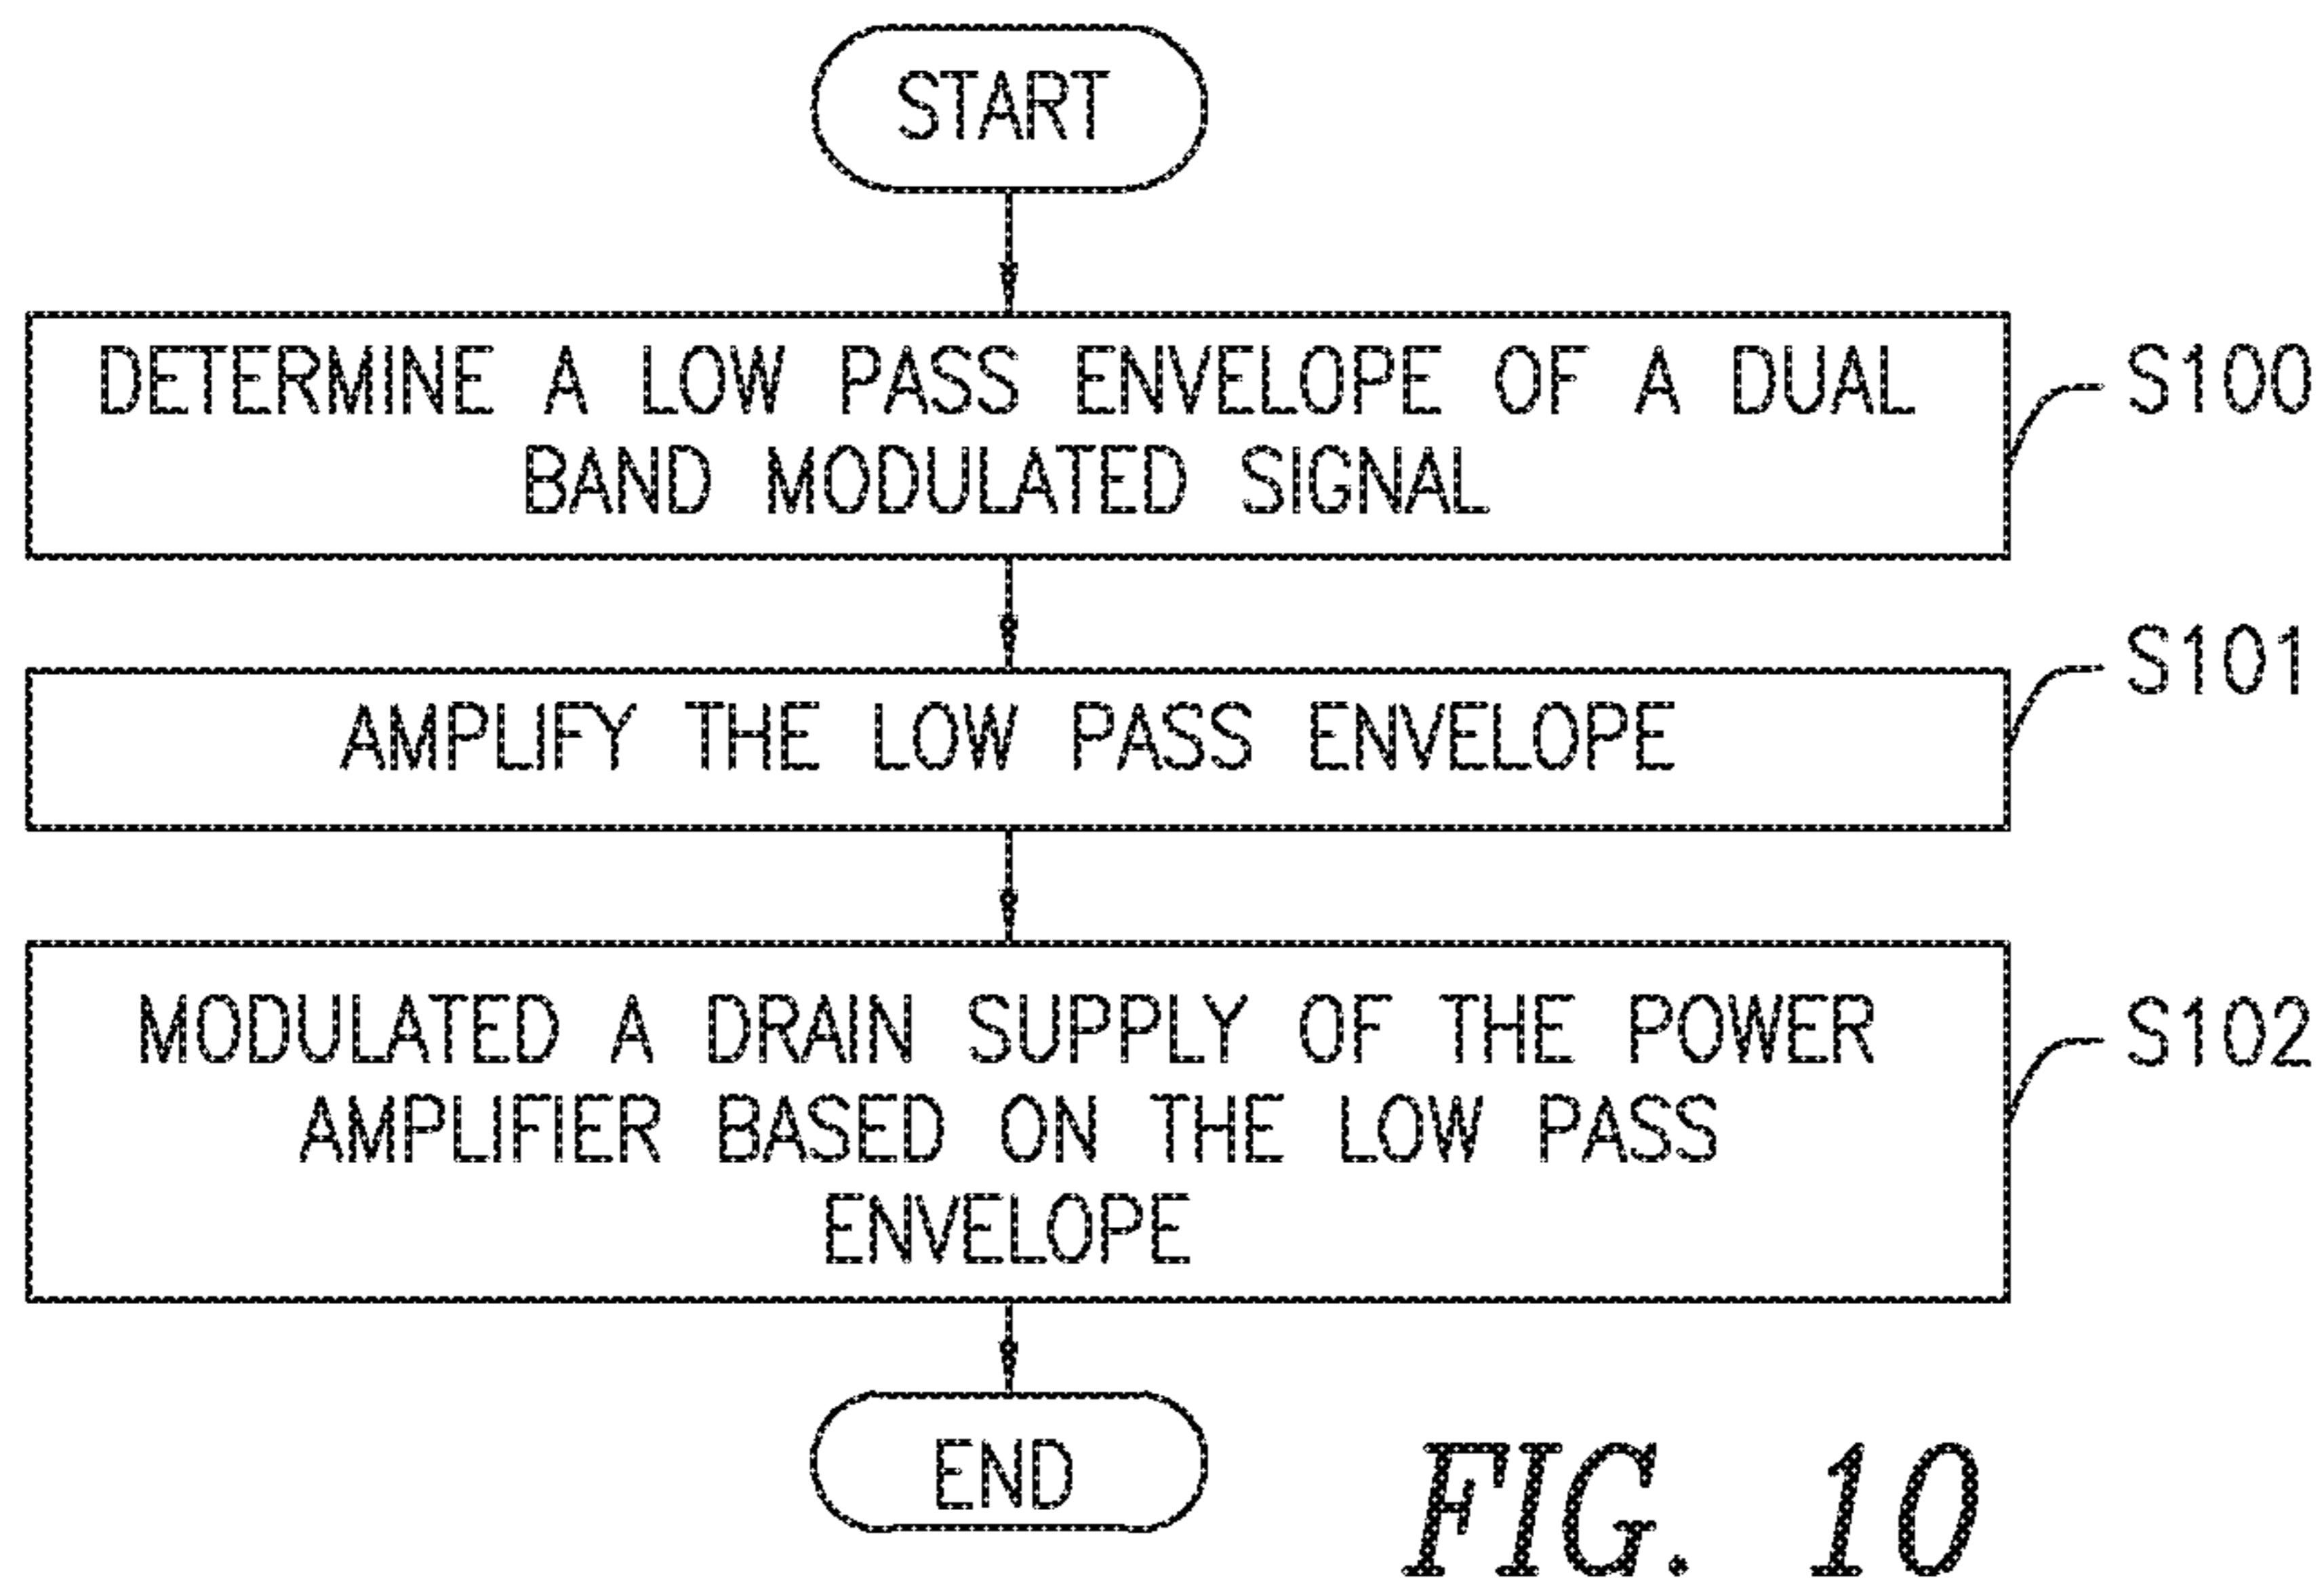 START
DETERMINE A LOW PASS ENVELOPE OF A DUAL
BAND MODULATED SIGNAL
S100
AMPLIFY THE LOW PASS ENVELOPE
S101
MODULATED A DRAIN SUPPLY OF THE POWER
AMPLIFIER BASED ON THE LOW PASS
ENVELOPE
S102
END
FIG. 10